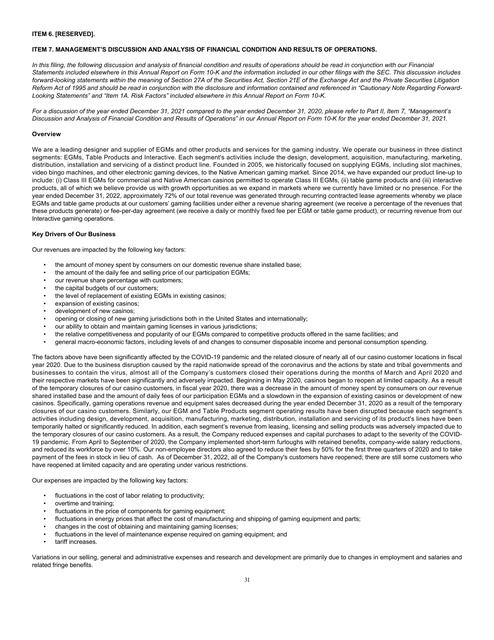 ITEM 6. [RESERVED].
ITEM 7. MANAGEMENT'S DISCUSSION AND ANALYSIS OF FINANCIAL CONDITION AND RESULTS OF OPERATIONS.
In this filing, the following discussion and analysis of financial condition and results of operations should be read in conjunction with our Financial
Statements included elsewhere in this Annual Report on Form 10-K and the information included in our other filings with the SEC. This discussion includes
forward-looking statements within the meaning of Section 27A of the Securities Act, Section 21E of the Exchange Act and the Private Securities Litigation
Reform Act of 1995 and should be read in conjunction with the disclosure and information contained and referenced in "Cautionary Note Regarding Forward-
Looking Statements" and "Item 1A. Risk Factors" included elsewhere in this Annual Report on Form 10-K.
For a discussion of the year ended December 31, 2021 compared to the year ended December 31, 2020, please refer to Part II, Item 7, "Management's
Discussion and Analysis of Financial Condition and Results of Operations" in our Annual Report on Form 10-K for the year ended December 31, 2021.
Overview
We are a leading designer and supplier of EGMs and other products and services for the gaming industry. We operate our business in three distinct
segments: EGMs, Table Products and Interactive. Each segment's activities include the design, development, acquisition, manufacturing, marketing,
distribution, installation and servicing of a distinct product line. Founded in 2005, we historically focused on supplying EGMs, including slot machines,
video bingo machines, and other electronic gaming devices, to the Native American gaming market. Since 2014, we have expanded our product line-up to
include: (i) Class III EGMs for commercial and Native American casinos permitted to operate Class III EGMs, (ii) table game products and (iii) interactive
products, all of which we believe provide us with growth opportunities as we expand in markets where we currently have limited or no presence. For the
year ended December 31, 2022, approximately 72% of our total revenue was generated through recurring contracted lease agreements whereby we place
EGMs and table game products at our customers' gaming facilities under either a revenue sharing agreement (we receive a percentage of the revenues that
these products generate) or fee-per-day agreement (we receive a daily or monthly fixed fee per EGM or table game product), or recurring revenue from our
Interactive gaming operations.
Key Drivers of Our Business
Our revenues are impacted by the following key factors:
• the amount of money spent by consumers on our domestic revenue share installed base;
• the amount of the daily fee and selling price of our participation EGMs;
• our revenue share percentage with customers;
• the capital budgets of our customers;
• the level of replacement of existing EGMs in existing casinos;
• expansion of existing casinos;
• development of new casinos;
• opening or closing of new gaming jurisdictions both in the United States and internationally;
• our ability to obtain and maintain gaming licenses in various jurisdictions;
• the relative competitiveness and popularity of our EGMs compared to competitive products offered in the same facilities; and
• general macro-economic factors, including levels of and changes to consumer disposable income and personal consumption spending.
The factors above have been significantly affected by the COVID-19 pandemic and the related closure of nearly all of our casino customer locations in fiscal
year 2020. Due to the business disruption caused by the rapid nationwide spread of the coronavirus and the actions by state and tribal governments and
businesses to contain the virus, almost all of the Company's customers closed their operations during the months of March and April 2020 and
their respective markets have been significantly and adversely impacted. Beginning in May 2020, casinos began to reopen at limited capacity. As a result
of the temporary closures of our casino customers, in fiscal year 2020, there was a decrease in the amount of money spent by consumers on our revenue
shared installed base and the amount of daily fees of our participation EGMs and a slowdown in the expansion of existing casinos or development of new
casinos. Specifically, gaming operations revenue and equipment sales decreased during the year ended December 31, 2020 as a result of the temporary
closures of our casino customers. Similarly, our EGM and Table Products segment operating results have been disrupted because each segment's
activities including design, development, acquisition, manufacturing, marketing, distribution, installation and servicing of its product's lines have been
temporarily halted or significantly reduced. In addition, each segment's revenue from leasing, licensing and selling products was adversely impacted due to
the temporary closures of our casino customers. As a result, the Company reduced expenses and capital purchases to adapt to the severity of the COVID-
19 pandemic. From April to September of 2020, the Company implemented short-term furloughs with retained benefits, company-wide salary reductions,
and reduced its workforce by over 10%. Our non-employee directors also agreed to reduce their fees by 50% for the first three quarters of 2020 and to take
payment of the fees in stock in lieu of cash. As of December 31, 2022, all of the Company's customers have reopened; there are still some customers who
have reopened at limited capacity and are operating under various restrictions.
Our expenses are impacted by the following key factors:
• fluctuations in the cost of labor relating to productivity;
• overtime and training;
• fluctuations in the price of components for gaming equipment;
• fluctuations in energy prices that affect the cost of manufacturing and shipping of gaming equipment and parts;
• changes in the cost of obtaining and maintaining gaming licenses;
• fluctuations in the level of maintenance expense required on gaming equipment; and
• tariff increases.
Variations in our selling, general and administrative expenses and research and development are primarily due to changes in employment and salaries and
related fringe benefits.
31